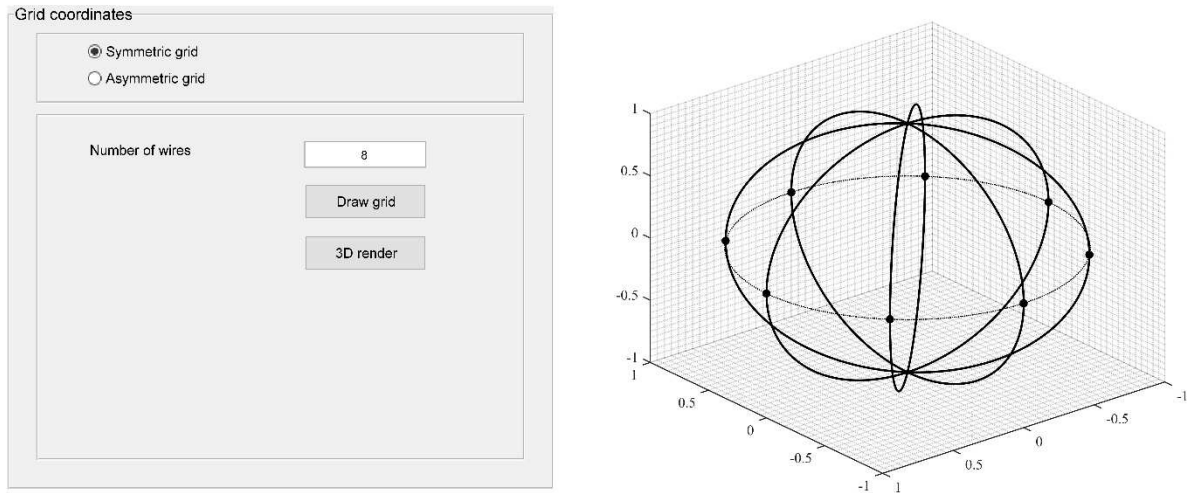 Grid coordinates
Symmetric grid
Asymmetric grid
Number of wires 8
Draw grid
3D render
1
0.5
0
-0.5
-1
1
0.5
0
-0.5
-1
1
0.5
0
-0.5
-1